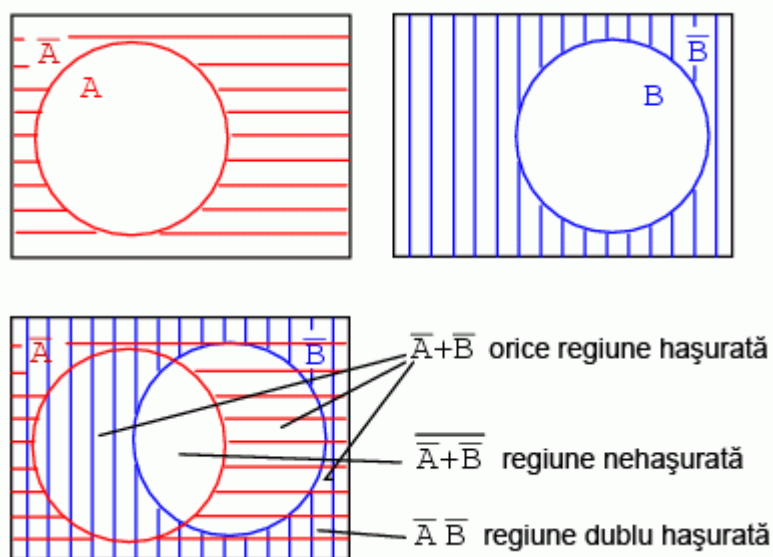 A̅
A
B̅
B
A̅
B̅
A̅+B̅ orice regiune haşurată
A̅̅+̅B̅̅ regiune nehaşurată
A̅ B̅ regiune dublu haşurată